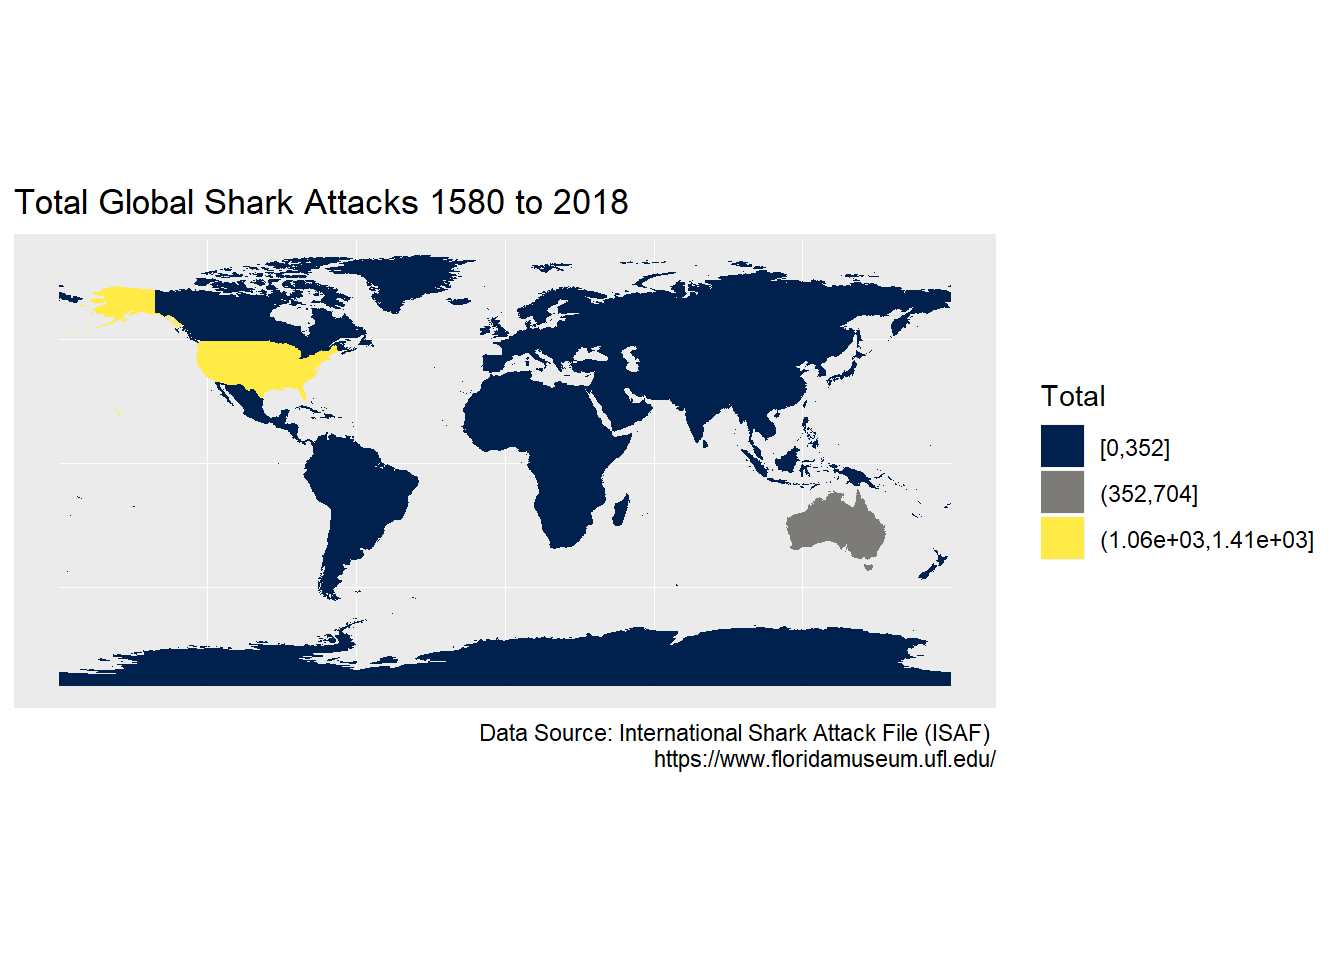 Total Global Shark Attacks 1580 to 2018
Total
[0,352]
(352,704]
(1.06e+03,1.41e+03]
Data Source: International Shark Attack File (ISAF)
https://www.floridamuseum.ufl.edu/